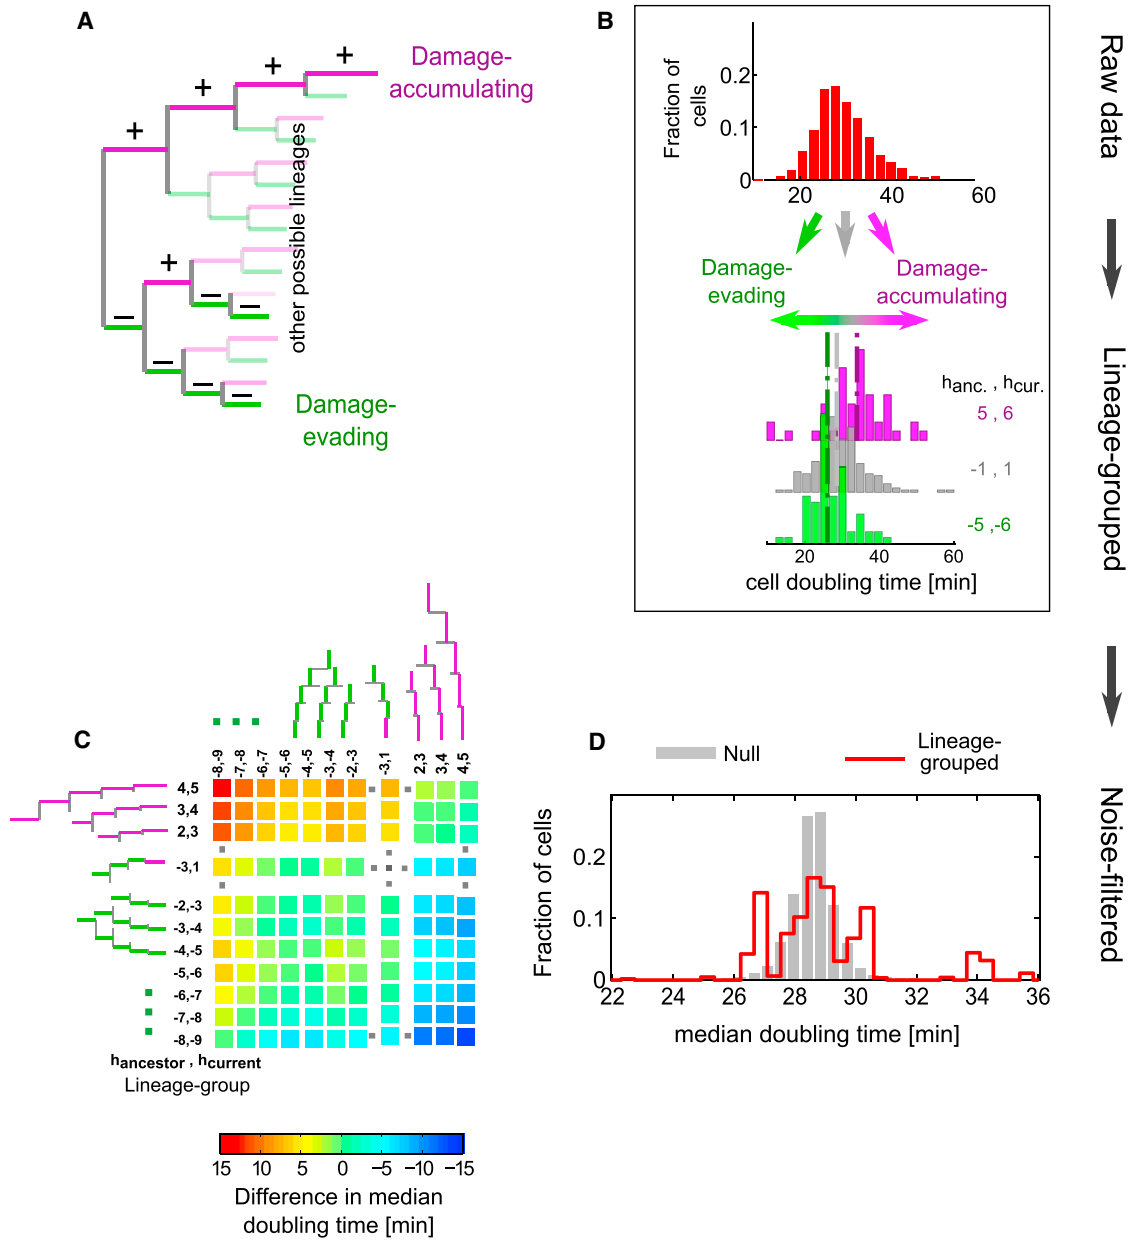 A
+ + + +
Damage-
accumulating
other possible lineages
+
— — —
— —
Damage-
evading
B
Fraction of
cells
0.2
0.1
0
20 40 60
Damage-
evading
Damage-
accumulating
hanc. , hcur.
5 , 6
-1 , 1
-5 ,-6
20 40 60
cell doubling time [min]
Raw data
Lineage-grouped
Noise-filtered
C
-8,-9 -7,-8 -6,-7 -5,-6 -4,-5 -3,-4 -2,-3 -3,1 2,3 3,4 4,5
4,5
3,4
2,3
-3,1
-2,-3
-3,-4
-4,-5
-5,-6
-6,-7
-7,-8
-8,-9
hancestor , hcurrent
Lineage-group
15 10 5 0 −5 −10 −15
Difference in median
doubling time [min]
D
Null
Lineage-
grouped
Fraction of cells
0.2
0.1
0
22 24 26 28 30 32 34 36
median doubling time [min]